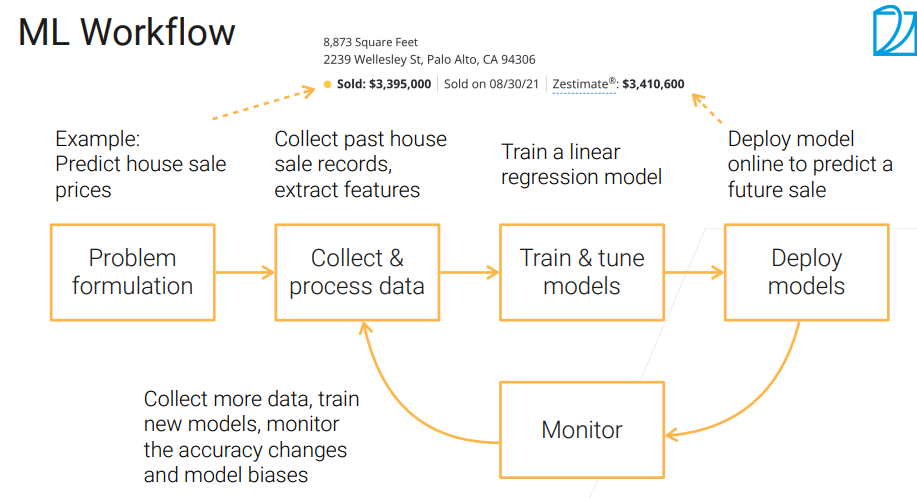 ML Workflow
8,873 Square Feet
2239 Wellesley St, Palo Alto, CA 94306
Sold: $3,395,000 Sold on 08/30/21 Zestimate®: $3,410,600
Example:
Predict house sale
prices
Collect past house
sale records,
extract features
Train a linear
regression model
Deploy model
online to predict a
future sale
Problem
formulation
Collect &
process data
Train & tune
models
Deploy
models
Collect more data, train
new models, monitor
the accuracy changes
and model biases
Monitor